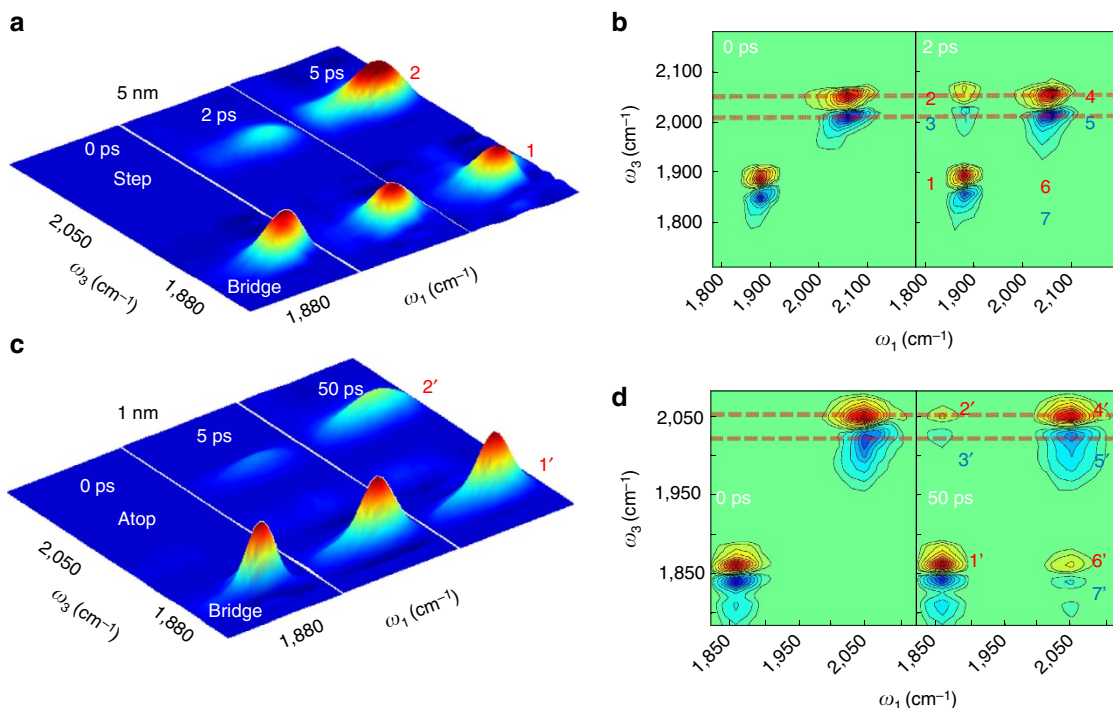 a
5 nm
0 ps
Step
2 ps
5 ps
2
1
Bridge
2,050
1,880
ω3 (cm−1)
1,880
ω1 (cm−1)
b
0 ps
2 ps
2,100
2,000
1,900
1,800
ω3 (cm−1)
2
3
4
5
1
6
7
1,800
1,900
2,000
2,100
1,800
1,900
2,000
2,100
ω1 (cm−1)
c
1 nm
0 ps
Atop
5 ps
50 ps
2′
1′
Bridge
2,050
1,880
ω3 (cm−1)
1,880
ω1 (cm−1)
d
2,050
1,950
1,850
ω3 (cm−1)
0 ps
50 ps
2′
3′
4′
5′
1’
6’
7’
1,850
1,950
2,050
1,850
1,950
2,050
ω1 (cm−1)